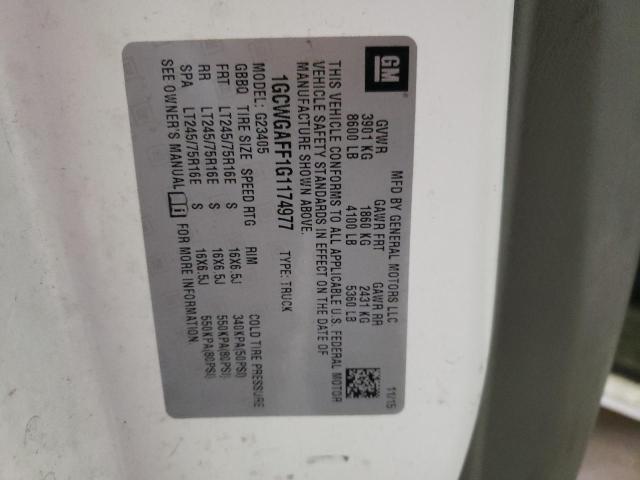 GM
MFD BY GENERAL MOTORS LLC 11/15
GVWR GAWR FRT GAWR RR
3901 KG 1860 KG 2431 KG
8600 LB 4100 LB 5360 LB
THIS VEHICLE CONFORMS TO ALL APPLICABLE U.S. FEDERAL MOTOR
VEHICLE SAFETY STANDARDS IN EFFECT ON THE DATE OF
MANUFACTURE SHOWN ABOVE.
1GCWGAFF1G1174977 TYPE: TRUCK
MODEL: G23405
GBBQ TIRE SIZE SPEED RTG RIM COLD TIRE PRESSURE
FRT LT245/75R16E S 16X6.5J 340KPA(50PSI)
RR LT245/75R16E S 16X6.5J 550KPA(80PSI)
SPA LT245/75R16E S 16X6.5J 550KPA(80PSI)
SEE OWNER'S MANUAL FOR MORE INFORMATION